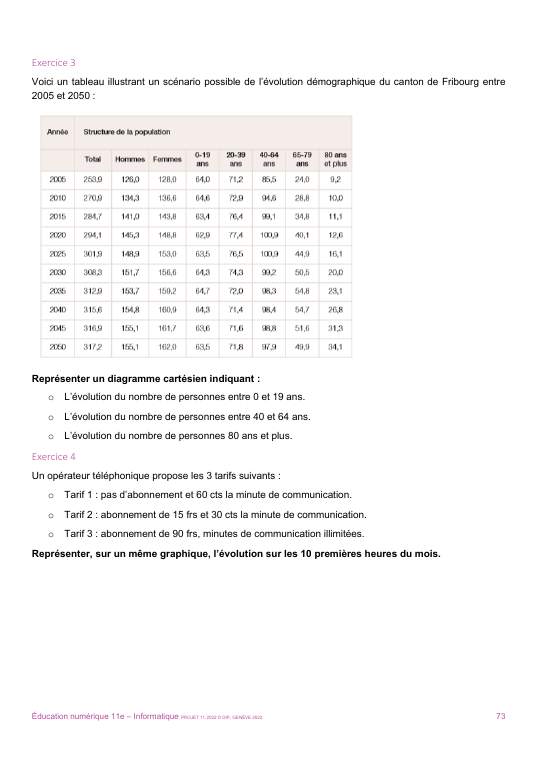 Exercice 3
Voici un tableau illustrant un scénario possible de l’évolution démographique du canton de Fribourg entre
2005 et 2050 :
Année Structure de la population
Total Hommes Femmes 0-19 ans 20-39 ans 40-64 ans 65-79 ans 80 ans et plus
2005 253,9 126,0 128,0 64,0 71,2 85,5 24,0 9,2
2010 270,9 134,3 136,6 64,6 72,9 94,6 28,8 10,0
2015 284,7 141,0 143,8 63,4 76,4 99,1 34,8 11,1
2020 294,1 145,3 148,8 62,9 77,4 100,9 40,1 12,6
2025 301,9 148,9 153,0 63,5 76,5 100,9 44,9 16,1
2030 308,3 151,7 156,6 64,3 74,3 99,2 50,5 20,0
2035 312,9 153,7 159,2 64,7 72,0 98,3 54,8 23,1
2040 315,6 154,8 160,9 64,3 71,4 98,4 54,7 26,8
2045 316,9 155,1 161,7 63,6 71,6 98,8 51,6 31,3
2050 317,2 155,1 162,0 63,5 71,8 97,9 49,9 34,1
Représenter un diagramme cartésien indiquant :
o L’évolution du nombre de personnes entre 0 et 19 ans.
o L’évolution du nombre de personnes entre 40 et 64 ans.
o L’évolution du nombre de personnes 80 ans et plus.
Exercice 4
Un opérateur téléphonique propose les 3 tarifs suivants :
o Tarif 1 : pas d’abonnement et 60 cts la minute de communication.
o Tarif 2 : abonnement de 15 frs et 30 cts la minute de communication.
o Tarif 3 : abonnement de 90 frs, minutes de communication illimitées.
Représenter, sur un même graphique, l’évolution sur les 10 premières heures du mois.
Éducation numérique 11e – Informatique PROJET 11.2022 © DIP, GENÈVE 2022 73